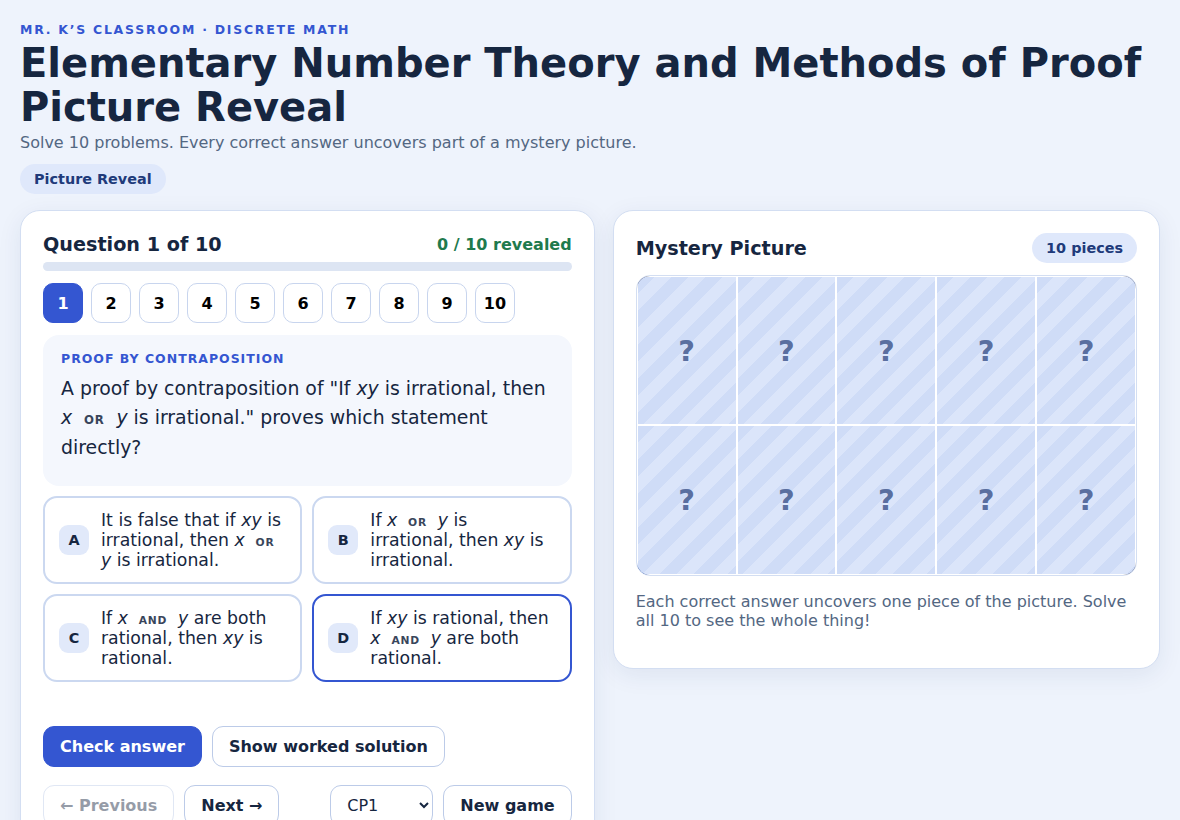 MR. K’S CLASSROOM · DISCRETE MATH
Elementary Number Theory and Methods of Proof
Picture Reveal
Solve 10 problems. Every correct answer uncovers part of a mystery picture.
Picture Reveal
Question 1 of 10
0 / 10 revealed
1 2 3 4 5 6 7 8 9 10
PROOF BY CONTRAPOSITION
A proof by contraposition of "If xy is irrational, then
x OR y is irrational." proves which statement
directly?
A
It is false that if xy is
irrational, then x OR
y is irrational.
B
If x OR y is
irrational, then xy is
irrational.
C
If x AND y are both
rational, then xy is
rational.
D
If xy is rational, then
x AND y are both
rational.
Check answer
Show worked solution
← Previous
Next →
CP1
New game
Mystery Picture
10 pieces
? ? ? ? ?
? ? ? ? ?
Each correct answer uncovers one piece of the picture. Solve
all 10 to see the whole thing!